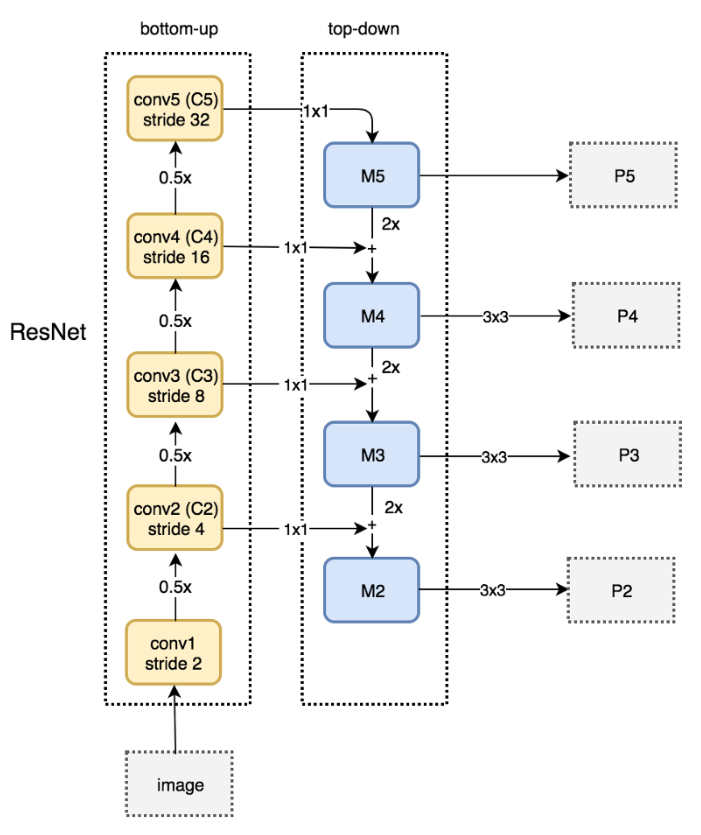 bottom-up
top-down
conv5 (C5)
stride 32
1x1
M5
P5
0.5x
2x
conv4 (C4)
stride 16
1x1
+
M4
3x3
P4
ResNet
0.5x
2x
conv3 (C3)
stride 8
1x1
+
M3
3x3
P3
0.5x
2x
conv2 (C2)
stride 4
1x1
+
M2
3x3
P2
0.5x
conv1
stride 2
image